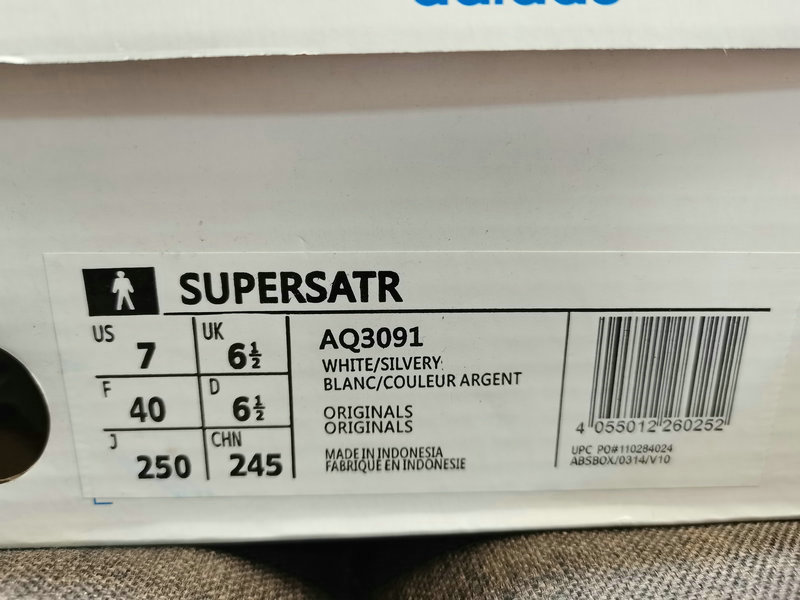 adidas
SUPERSATR
US 7 UK 6½
F 40 D 6½
J 250 CHN 245
AQ3091
WHITE/SILVERY
BLANC/COULEUR ARGENT
ORIGINALS
ORIGINALS
MADE IN INDONESIA
FABRIQUE EN INDONESIE
4 055012 260252
UPC PO#110284024
ABSBOX/0314/V10